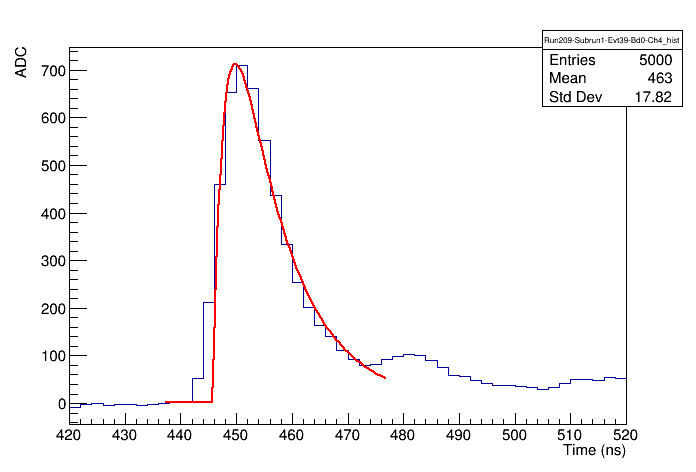 Run209-Subrun1-Evt39-Bd0-Ch4_hist
Entries 5000
Mean 463
Std Dev 17.82
ADC
700
600
500
400
300
200
100
0
420 430 440 450 460 470 480 490 500 510 520
Time (ns)